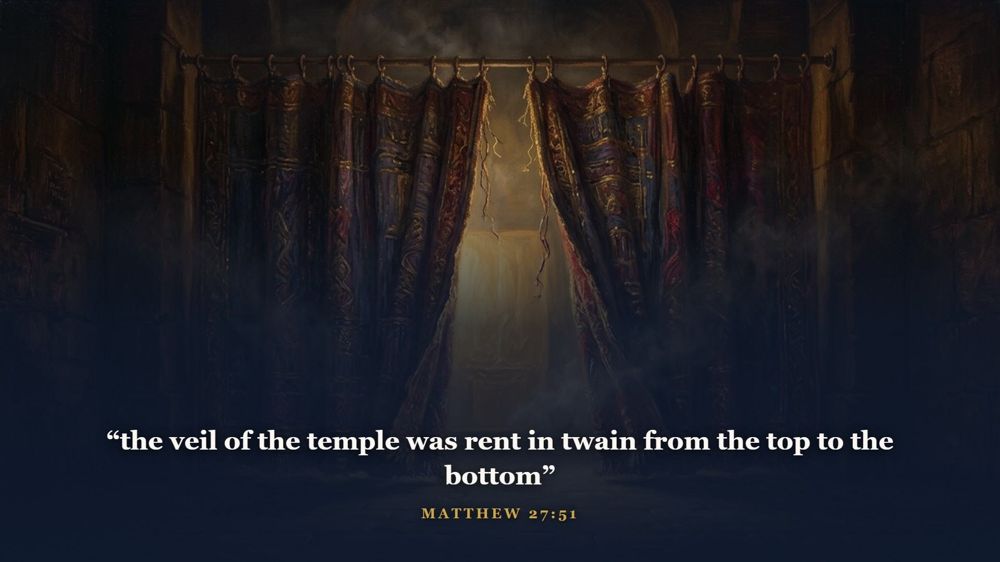 “the veil of the temple was rent in twain from the top to the
bottom”
MATTHEW 27:51